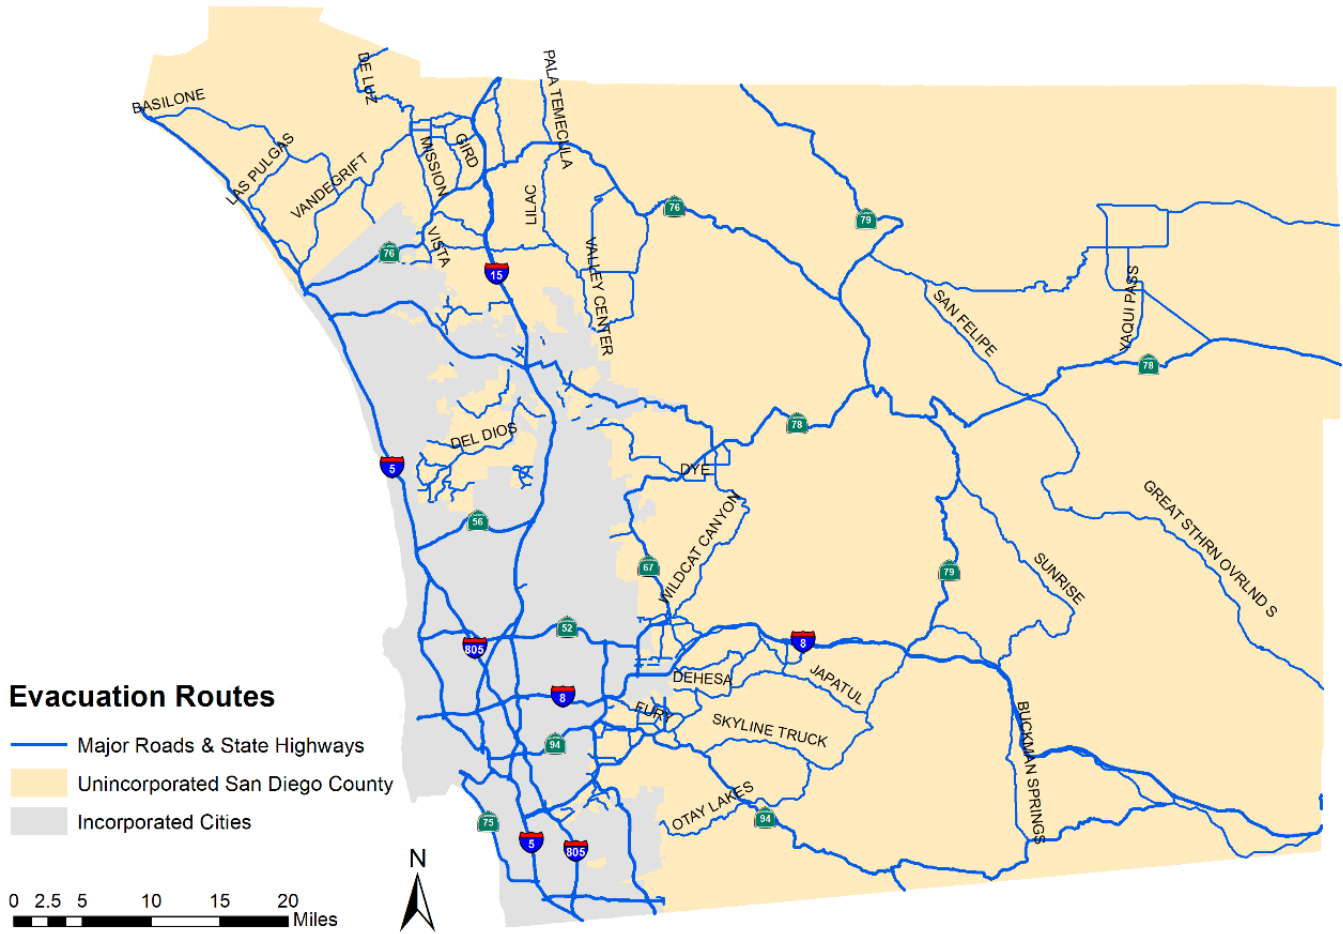 BASILONE
DE LUZ
PALA TEMECULA
LAS PULGAS
VANDEGRIFT
MISSION
GIRD
LILAC
VISTA
76
15
VALLEY CENTER
76
79
SAN FELIPE
YAQUI PASS
78
78
DEL DIOS
5
DYE
56
WILDCAT CANYON
67
GREAT STHRN OVRLND S
SUNRISE
79
52
805
8
8
DEHESA
JAPATUL
FURY
SKYLINE TRUCK
94
BUCKMAN SPRINGS
OTAY LAKES
94
75
5
805
Evacuation Routes
Major Roads & State Highways
Unincorporated San Diego County
Incorporated Cities
N
0 2.5 5 10 15 20
Miles